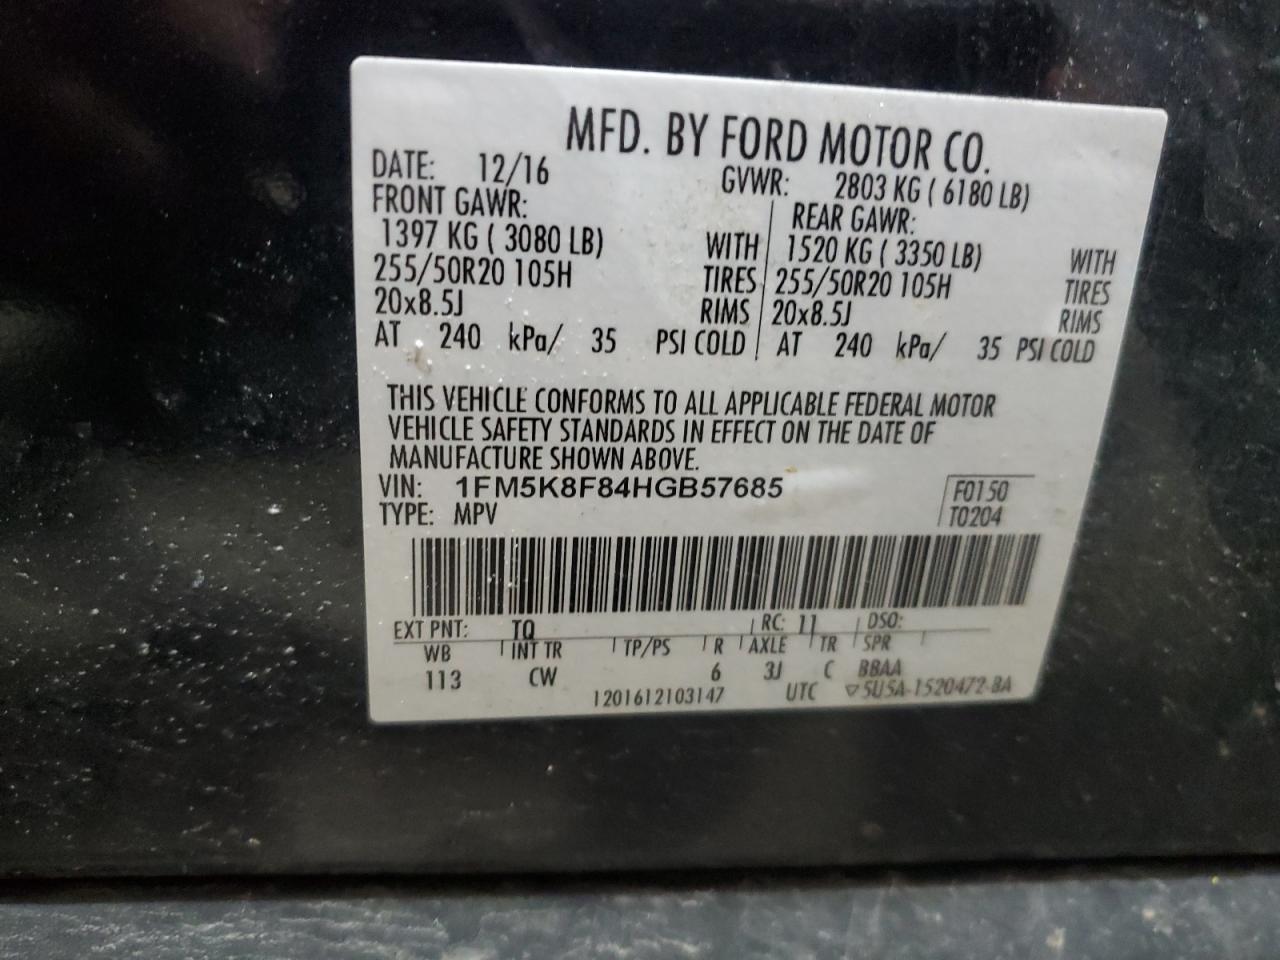 MFD. BY FORD MOTOR CO.
DATE: 12/16 GVWR: 2803 KG ( 6180 LB)
FRONT GAWR: REAR GAWR:
1397 KG ( 3080 LB) WITH 1520 KG ( 3350 LB) WITH
255/50R20 105H TIRES 255/50R20 105H TIRES
20x8.5J RIMS 20x8.5J RIMS
AT 240 kPa/ 35 PSI COLD AT 240 kPa/ 35 PSI COLD
THIS VEHICLE CONFORMS TO ALL APPLICABLE FEDERAL MOTOR
VEHICLE SAFETY STANDARDS IN EFFECT ON THE DATE OF
MANUFACTURE SHOWN ABOVE.
VIN: 1FM5K8F84HGB57685 F0150
TYPE: MPV T0204
EXT PNT: TQ RC: 11 DSO:
WB INT TR TP/PS R AXLE TR SPR
113 CW 6 3J C BBAA
1201612103147 UTC ▽5U5A-1520472-BA